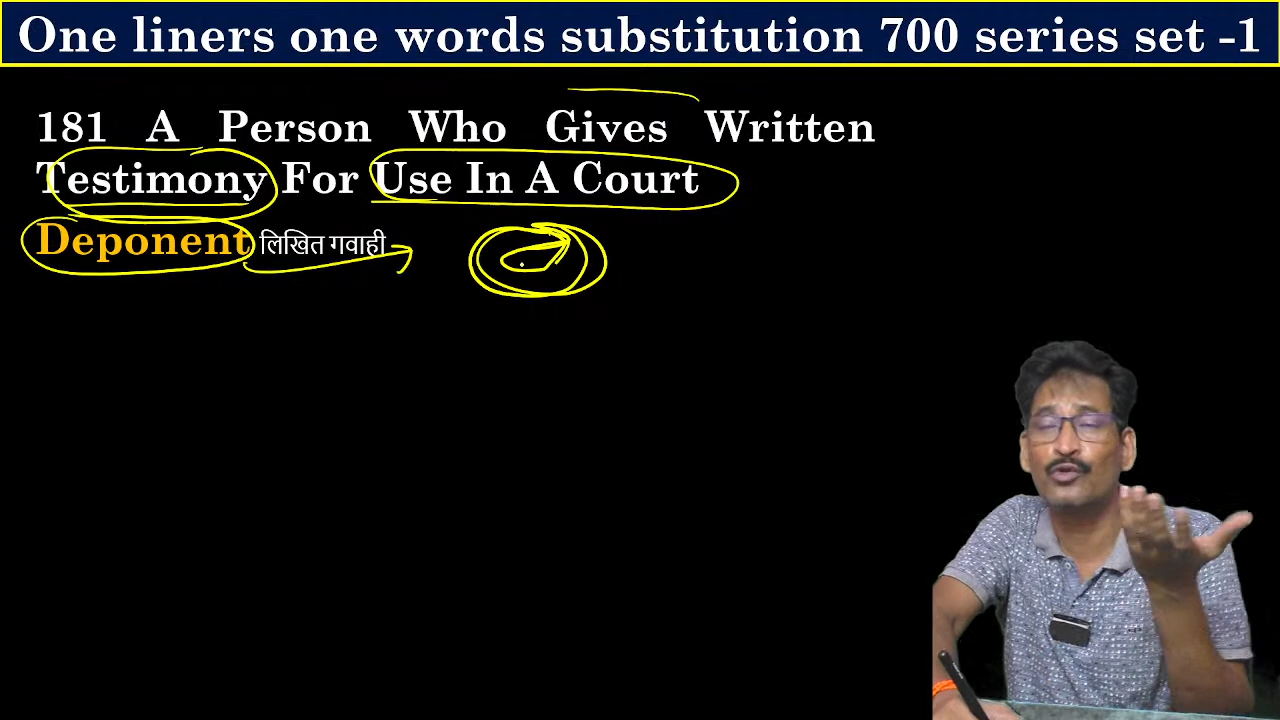 One liners one words substitution 700 series set -1
181 A Person Who Gives Written
Testimony For Use In A Court
Deponent लिखित गवाही